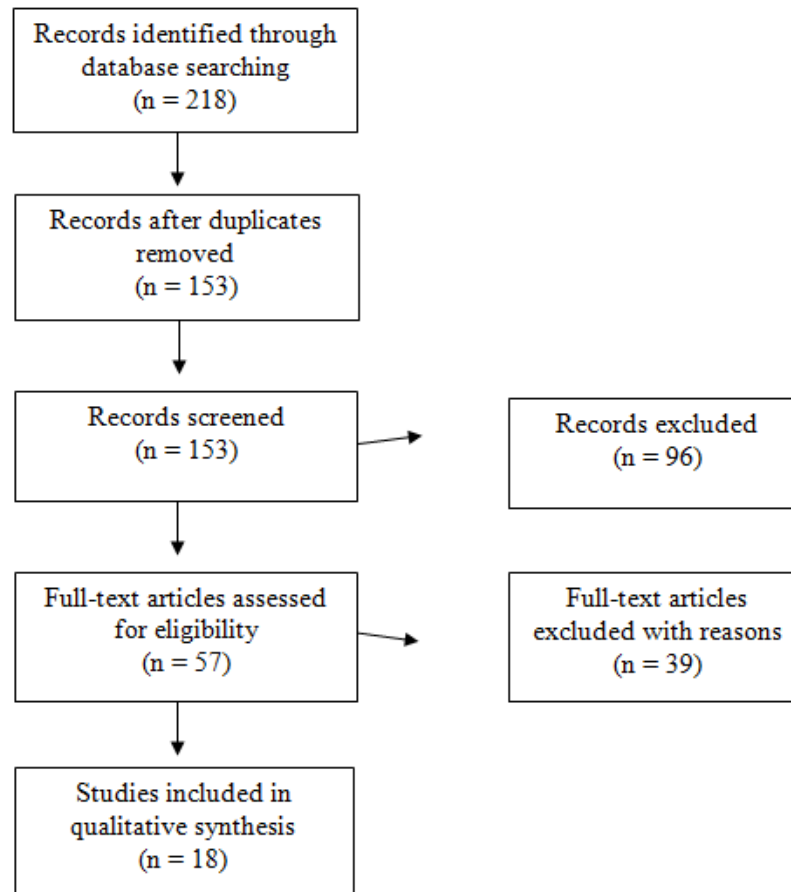 Records identified through
database searching
(n = 218)
Records after duplicates
removed
(n = 153)
Records screened
(n = 153)
Records excluded
(n = 96)
Full-text articles assessed
for eligibility
(n = 57)
Full-text articles
excluded with reasons
(n = 39)
Studies included in
qualitative synthesis
(n = 18)